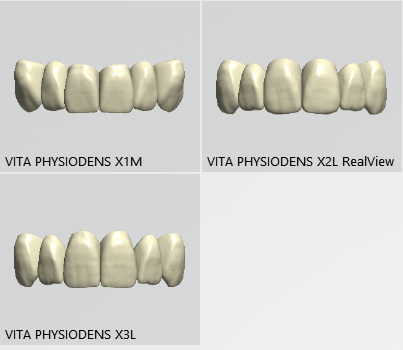 VITA PHYSIODENS X1M
VITA PHYSIODENS X2L RealView
VITA PHYSIODENS X3L